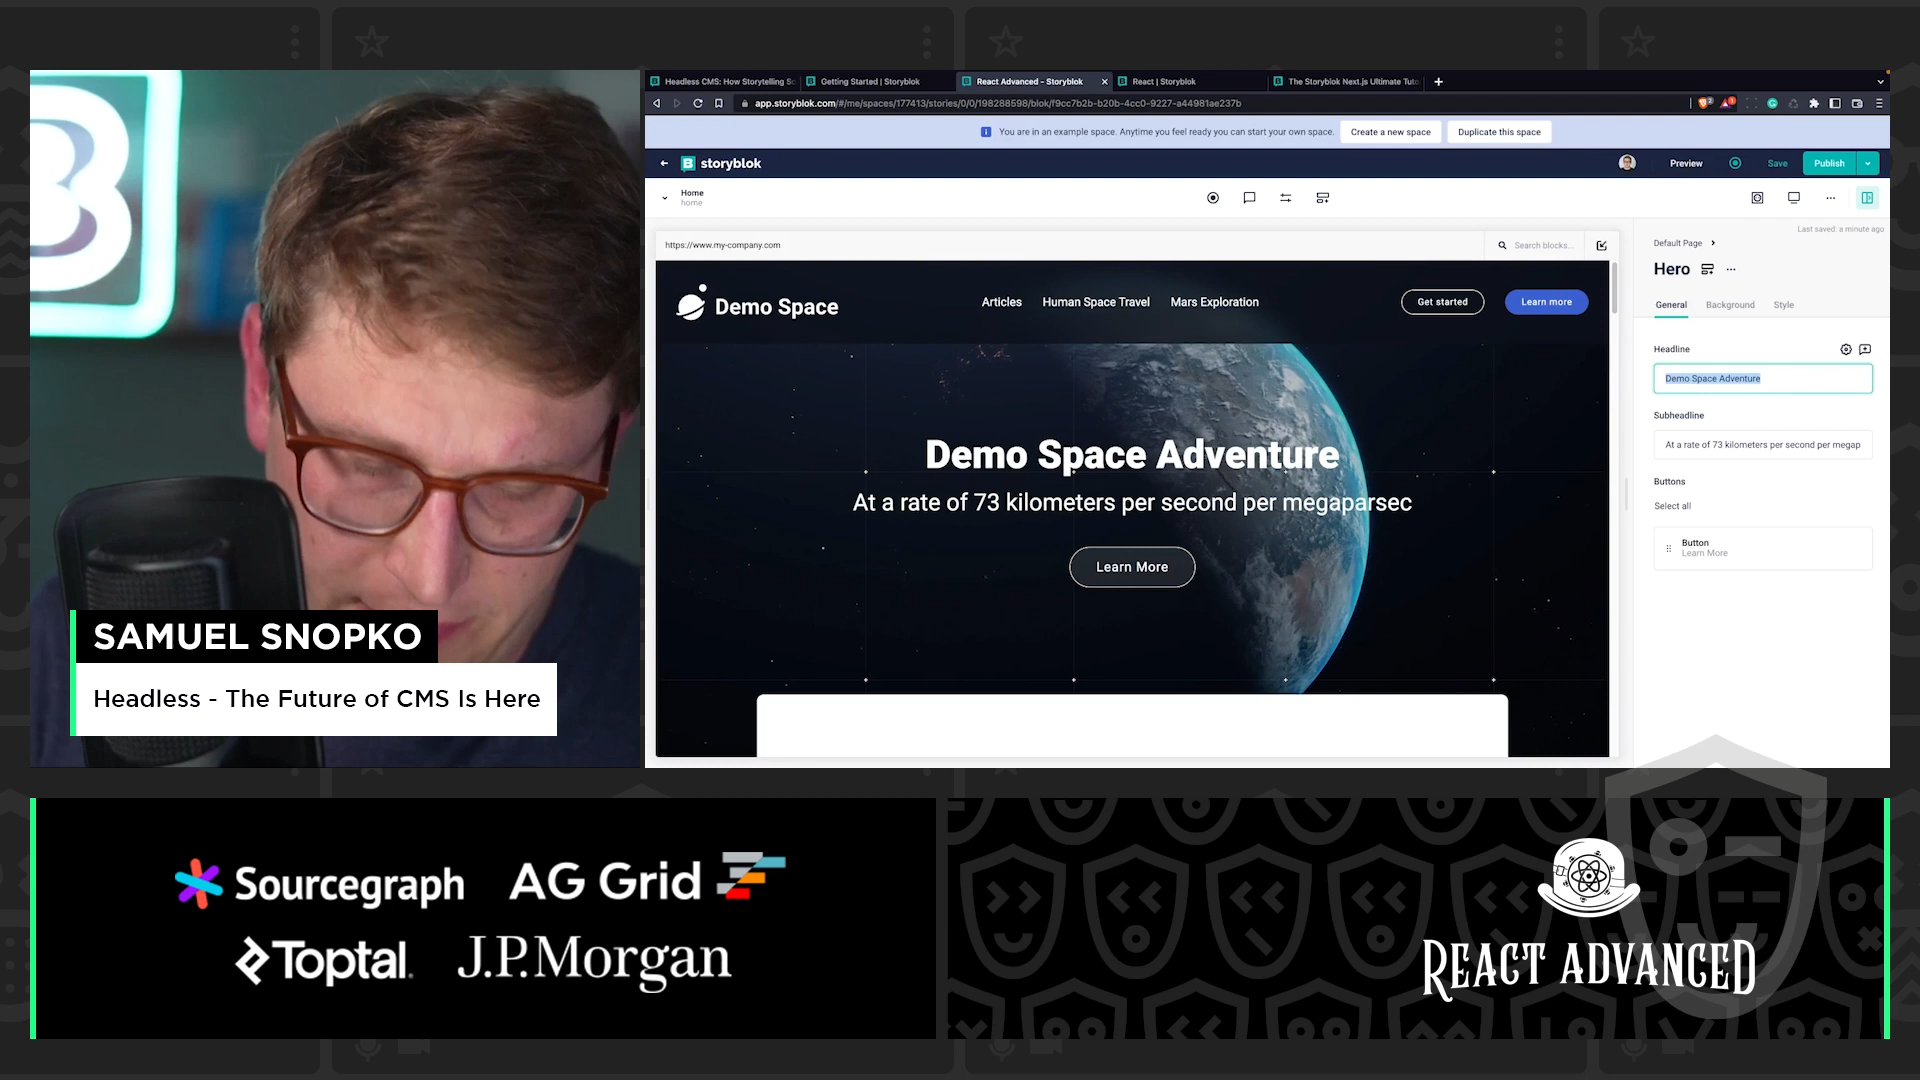 Headless CMS: How Storytelling Sc
Getting Started | Storyblok
React Advanced - Storyblok
React | Storyblok
The Storyblok Next.js Ultimate Tuto
app.storyblok.com/#/me/spaces/177413/stories/0/0/198288598/blok/f9cc7b2b-b20b-4cc0-9227-a44981ae237b
You are in an example space. Anytime you feel ready you can start your own space.
Create a new space
Duplicate this space
storyblok
Preview
Save
Publish
Home
home
Last saved: a minute ago
https://www.my-company.com
Search blocks...
Demo Space
Articles
Human Space Travel
Mars Exploration
Get started
Learn more
Demo Space Adventure
At a rate of 73 kilometers per second per megaparsec
Learn More
Default Page
Hero
General
Background
Style
Headline
Demo Space Adventure
Subheadline
At a rate of 73 kilometers per second per megap
Buttons
Select all
Button
Learn More
SAMUEL SNOPKO
Headless - The Future of CMS Is Here
Sourcegraph
AG Grid
Toptal
J.P.Morgan
REACT ADVANCED